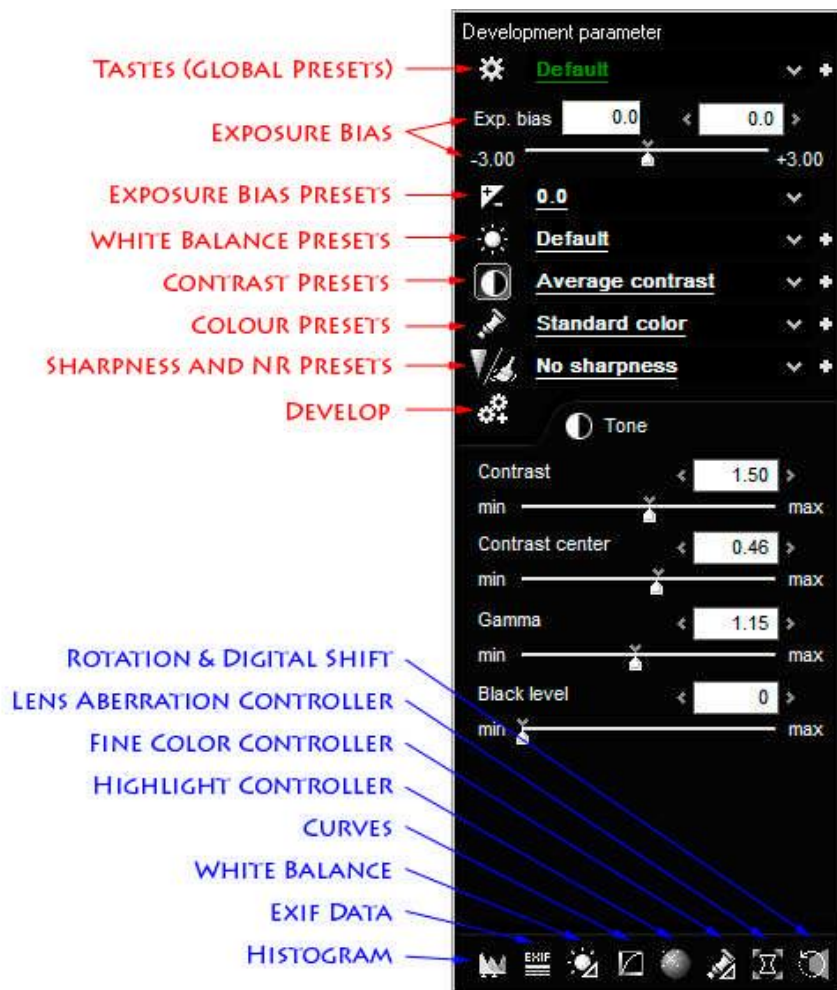 Development parameter
TASTES (GLOBAL PRESETS)
Default
EXPOSURE BIAS
Exp. bias 0.0 0.0
-3.00 +3.00
EXPOSURE BIAS PRESETS
0.0
WHITE BALANCE PRESETS
Default
CONTRAST PRESETS
Average contrast
COLOUR PRESETS
Standard color
SHARPNESS AND NR PRESETS
No sharpness
DEVELOP
Tone
Contrast 1.50
min max
Contrast center 0.46
min max
Gamma 1.15
min max
Black level 0
min max
ROTATION & DIGITAL SHIFT
LENS ABERRATION CONTROLLER
FINE COLOR CONTROLLER
HIGHLIGHT CONTROLLER
CURVES
WHITE BALANCE
EXIF DATA
HISTOGRAM
EXIF